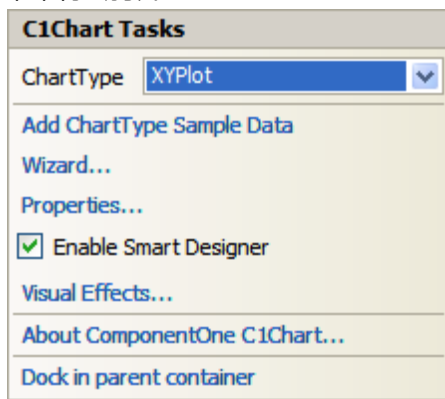 C1Chart Tasks
ChartType XYPlot
Add ChartType Sample Data
Wizard...
Properties...
Enable Smart Designer
Visual Effects...
About ComponentOne C1Chart...
Dock in parent container